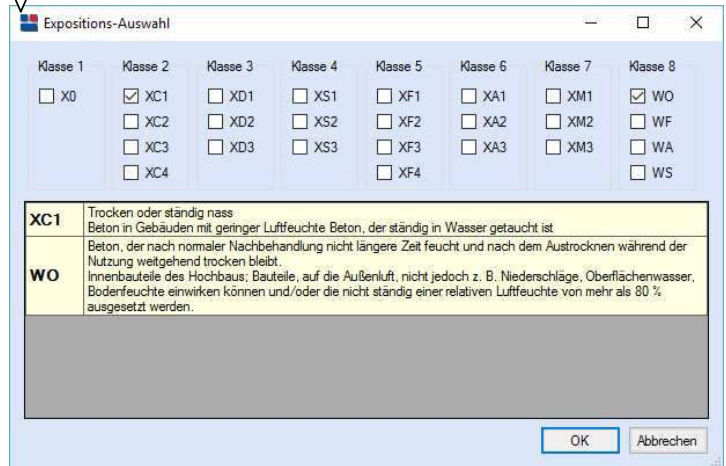 Expositions-Auswahl
Klasse 1 Klasse 2 Klasse 3 Klasse 4 Klasse 5 Klasse 6 Klasse 7 Klasse 8
X0 XC1 XD1 XS1 XF1 XA1 XM1 WO
XC2 XD2 XS2 XF2 XA2 XM2 WF
XC3 XD3 XS3 XF3 XA3 XM3 WA
XC4 XF4 WS
XC1 Trocken oder ständig nass
Beton in Gebäuden mit geringer Luftfeuchte Beton, der ständig in Wasser getaucht ist
Beton, der nach normaler Nachbehandlung nicht längere Zeit feucht und nach dem Austrocknen während der
Nutzung weitgehend trocken bleibt.
WO Innenbauteile des Hochbaus; Bauteile, auf die Außenluft, nicht jedoch z. B. Niederschläge, Oberflächenwasser,
Bodenfeuchte einwirken können und/oder die nicht ständig einer relativen Luftfeuchte von mehr als 80 %
ausgesetzt werden.
OK Abbrechen